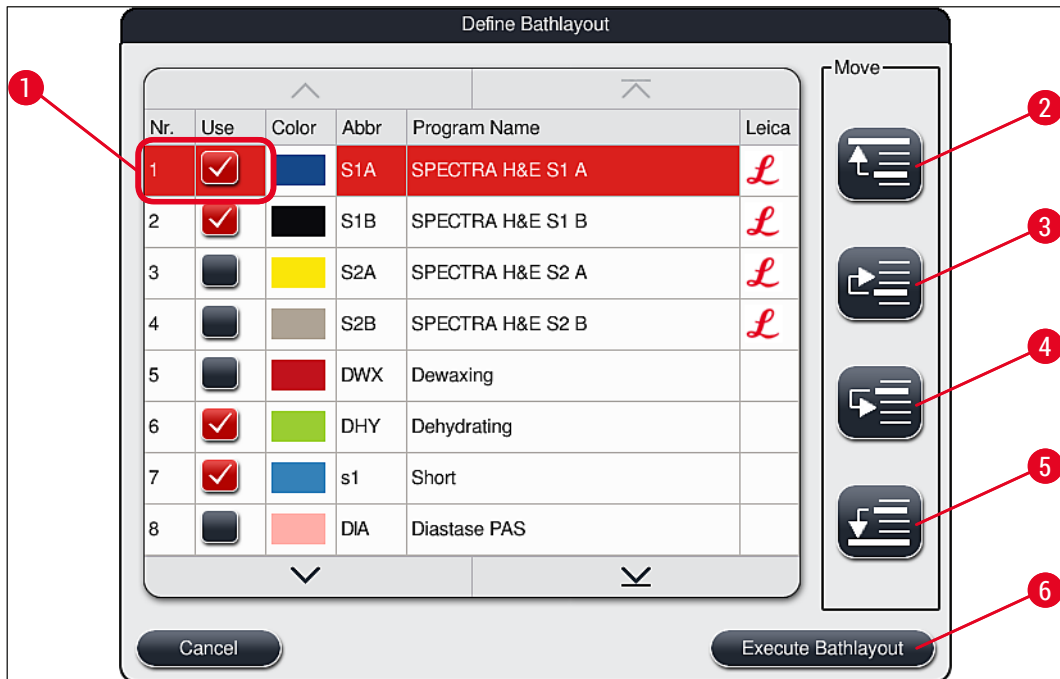 Define Bathlayout
Move
1
2
Nr. Use Color Abbr Program Name Leica
1 S1A SPECTRA H&E S1 A L
2 S1B SPECTRA H&E S1 B L
3
3 S2A SPECTRA H&E S2 A L
4 S2B SPECTRA H&E S2 B L
4
5 DWX Dewaxing
6 DHY Dehydrating
5
7 s1 Short
8 DIA Diastase PAS
6
Cancel Execute Bathlayout